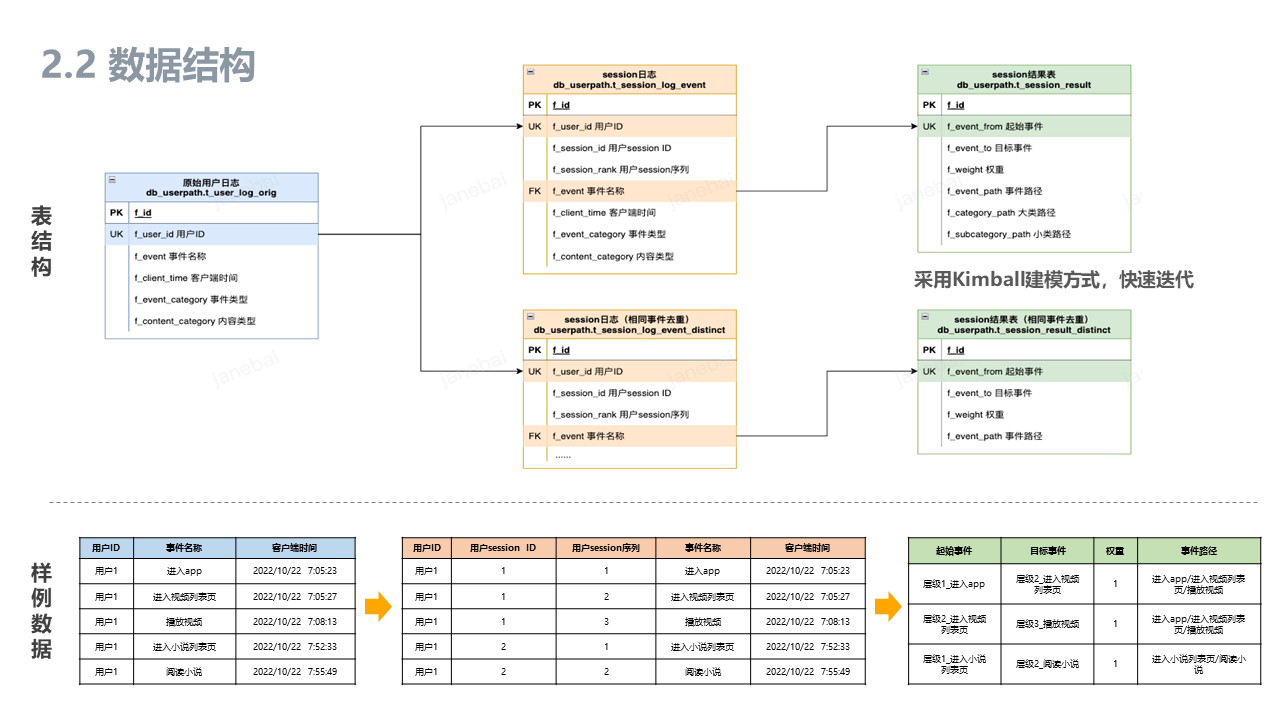 2.2 数据结构
表结构
原始用户日志
db_userpath.t_user_log_orig
PK f_id
UK f_user_id 用户ID
f_event 事件名称
f_client_time 客户端时间
f_event_category 事件类型
f_content_category 内容类型
session日志
db_userpath.t_session_log_event
PK f_id
UK f_user_id 用户ID
f_session_id 用户session ID
f_session_rank 用户session序列
FK f_event 事件名称
f_client_time 客户端时间
f_event_category 事件类型
f_content_category 内容类型
session结果表
db_userpath.t_session_result
PK f_id
UK f_event_from 起始事件
f_event_to 目标事件
f_weight 权重
f_event_path 事件路径
f_category_path 大类路径
f_subcategory_path 小类路径
采用Kimball建模方式，快速迭代
session日志（相同事件去重）
db_userpath.t_session_log_event_distinct
PK f_id
UK f_user_id 用户ID
f_session_id 用户session ID
f_session_rank 用户session序列
FK f_event 事件名称
......
session结果表（相同事件去重）
db_userpath.t_session_result_distinct
PK f_id
UK f_event_from 起始事件
f_event_to 目标事件
f_weight 权重
f_event_path 事件路径
janebai
janebai
janebai
janebai
样例数据
用户ID 事件名称 客户端时间
用户1 进入app 2022/10/22 7:05:23
用户1 进入视频列表页 2022/10/22 7:05:27
用户1 播放视频 2022/10/22 7:08:13
用户1 进入小说列表页 2022/10/22 7:52:33
用户1 阅读小说 2022/10/22 7:55:49
用户ID 用户session ID 用户session序列 事件名称 客户端时间
用户1 1 1 进入app 2022/10/22 7:05:23
用户1 1 2 进入视频列表页 2022/10/22 7:05:27
用户1 1 3 播放视频 2022/10/22 7:08:13
用户1 2 1 进入小说列表页 2022/10/22 7:52:33
用户1 2 2 阅读小说 2022/10/22 7:55:49
起始事件 目标事件 权重 事件路径
层级1_进入app 层级2_进入视频列表页 1 进入app/进入视频列表页/播放视频
层级2_进入视频列表页 层级3_播放视频 1 进入app/进入视频列表页/播放视频
层级1_进入小说列表页 层级2_阅读小说 1 进入小说列表页/阅读小说